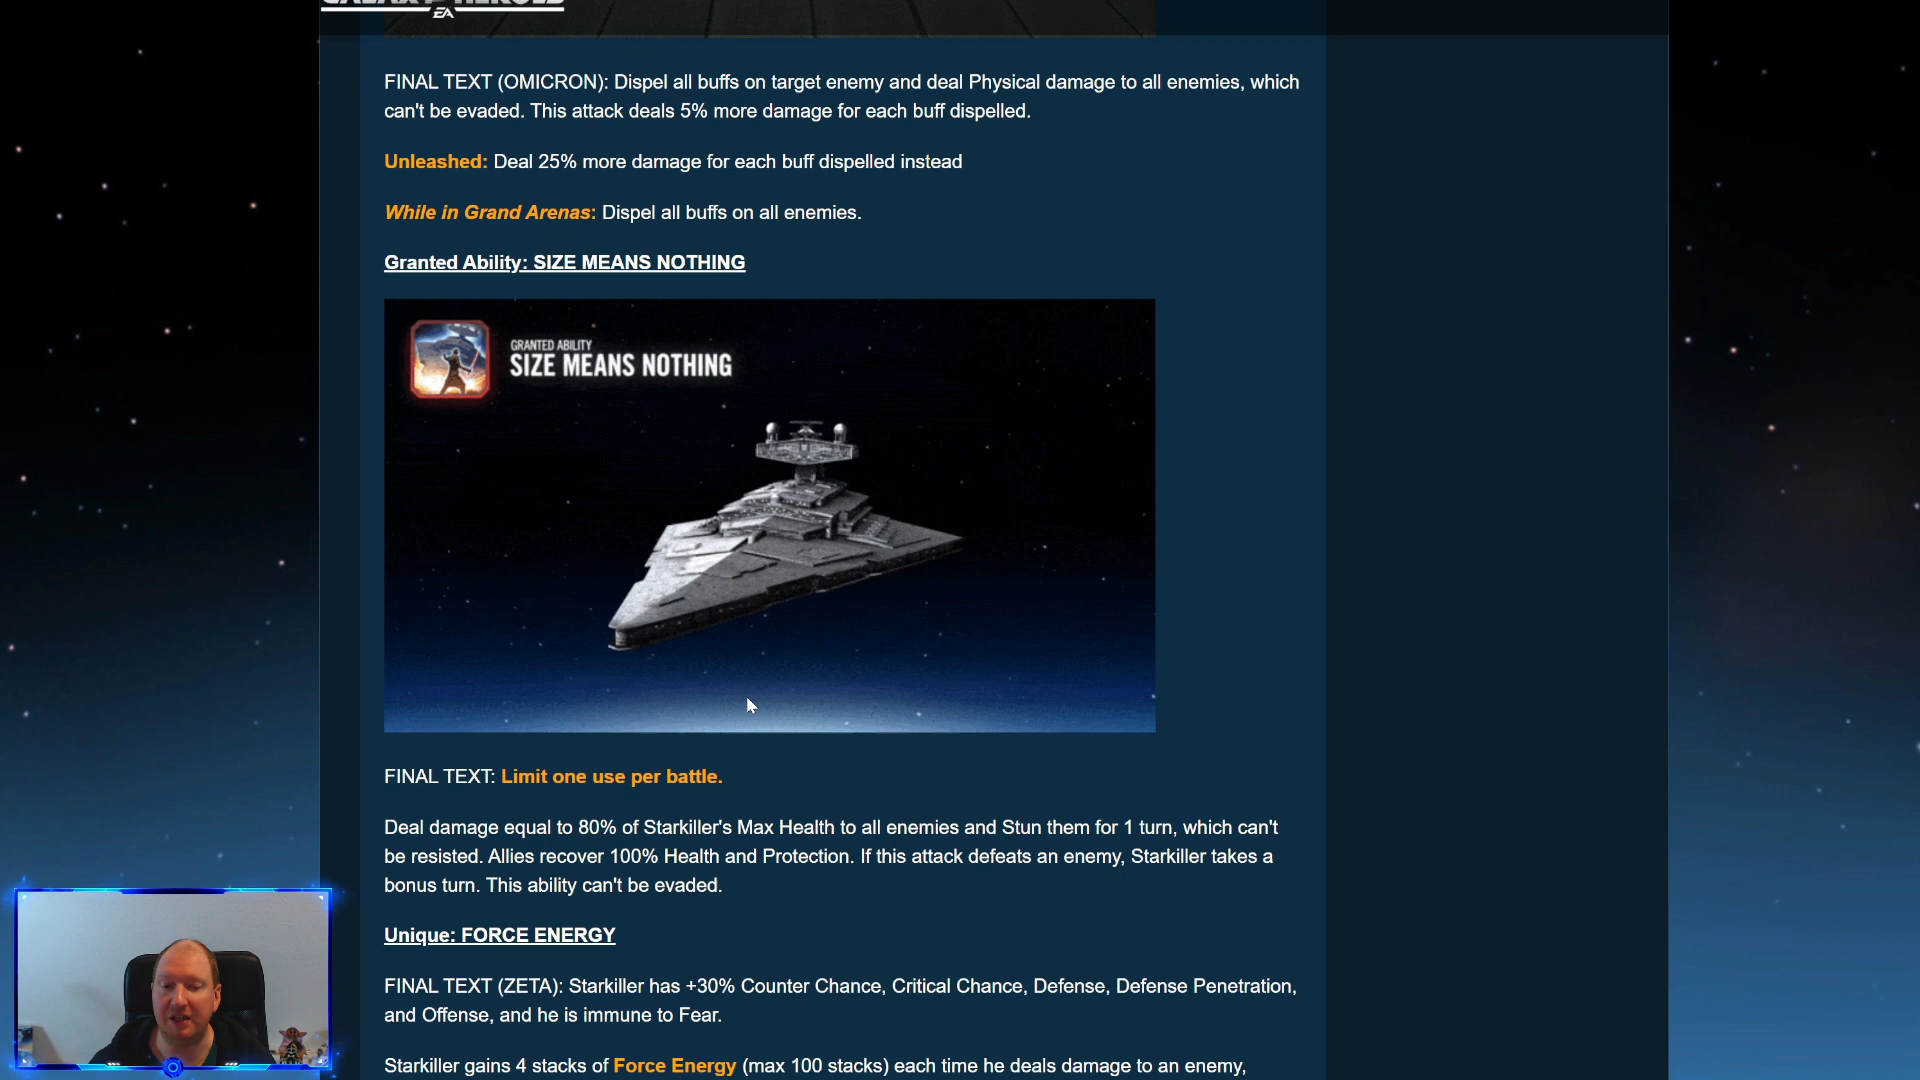 GALAXY HEROES
EA
FINAL TEXT (OMICRON): Dispel all buffs on target enemy and deal Physical damage to all enemies, which
can't be evaded. This attack deals 5% more damage for each buff dispelled.
Unleashed: Deal 25% more damage for each buff dispelled instead
While in Grand Arenas: Dispel all buffs on all enemies.
Granted Ability: SIZE MEANS NOTHING
GRANTED ABILITY
SIZE MEANS NOTHING
FINAL TEXT: Limit one use per battle.
Deal damage equal to 80% of Starkiller's Max Health to all enemies and Stun them for 1 turn, which can't
be resisted. Allies recover 100% Health and Protection. If this attack defeats an enemy, Starkiller takes a
bonus turn. This ability can't be evaded.
Unique: FORCE ENERGY
FINAL TEXT (ZETA): Starkiller has +30% Counter Chance, Critical Chance, Defense, Defense Penetration,
and Offense, and he is immune to Fear.
Starkiller gains 4 stacks of Force Energy (max 100 stacks) each time he deals damage to an enemy,